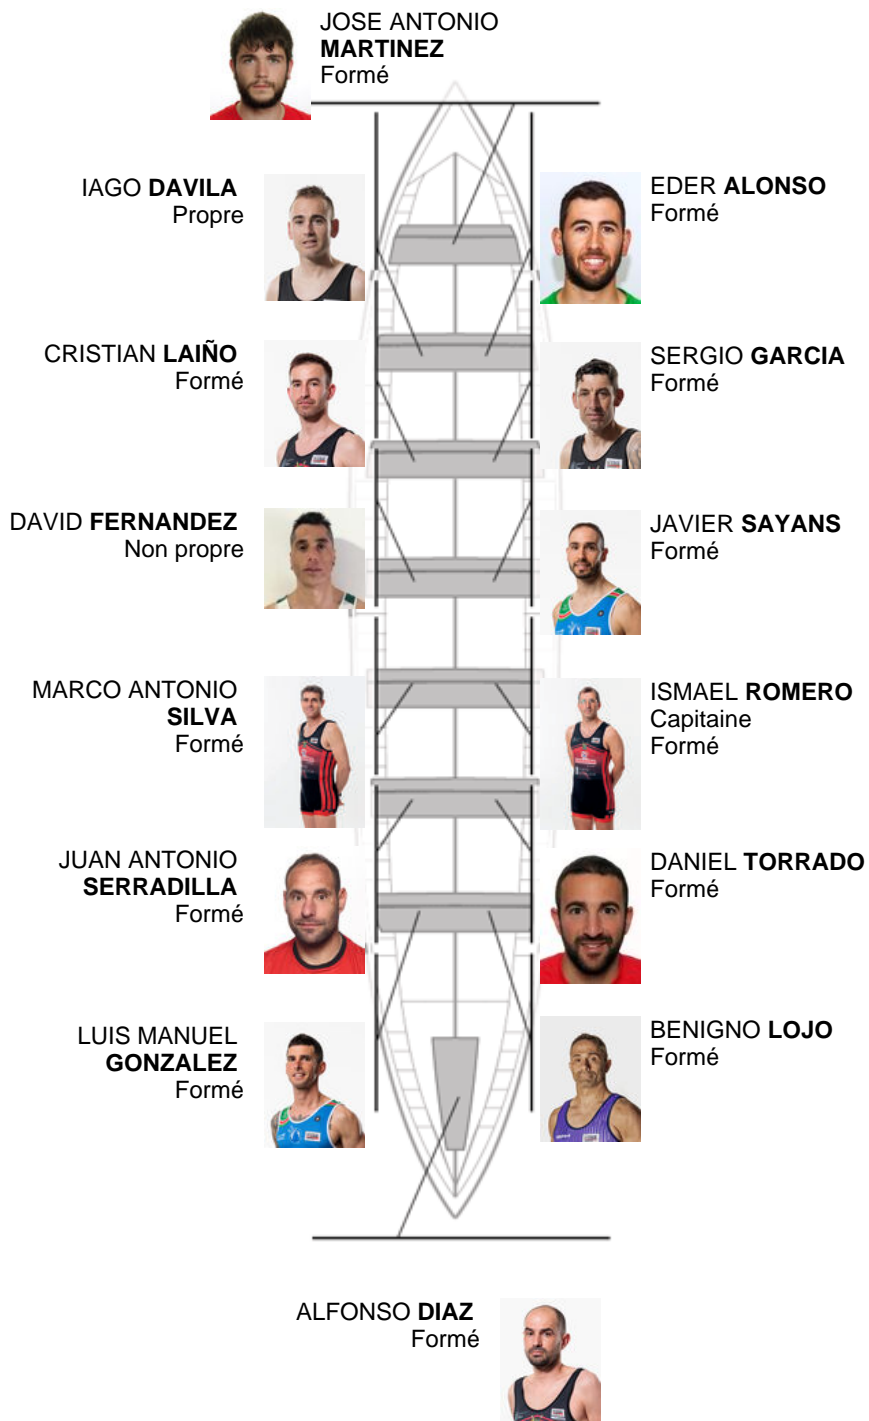 JOSE ANTONIO
MARTINEZ
Formé
IAGO DAVILA
Propre
EDER ALONSO
Formé
CRISTIAN LAIÑO
Formé
SERGIO GARCIA
Formé
DAVID FERNANDEZ
Non propre
JAVIER SAYANS
Formé
MARCO ANTONIO
SILVA
Formé
ISMAEL ROMERO
Capitaine
Formé
JUAN ANTONIO
SERRADILLA
Formé
DANIEL TORRADO
Formé
LUIS MANUEL
GONZALEZ
Formé
BENIGNO LOJO
Formé
ALFONSO DIAZ
Formé